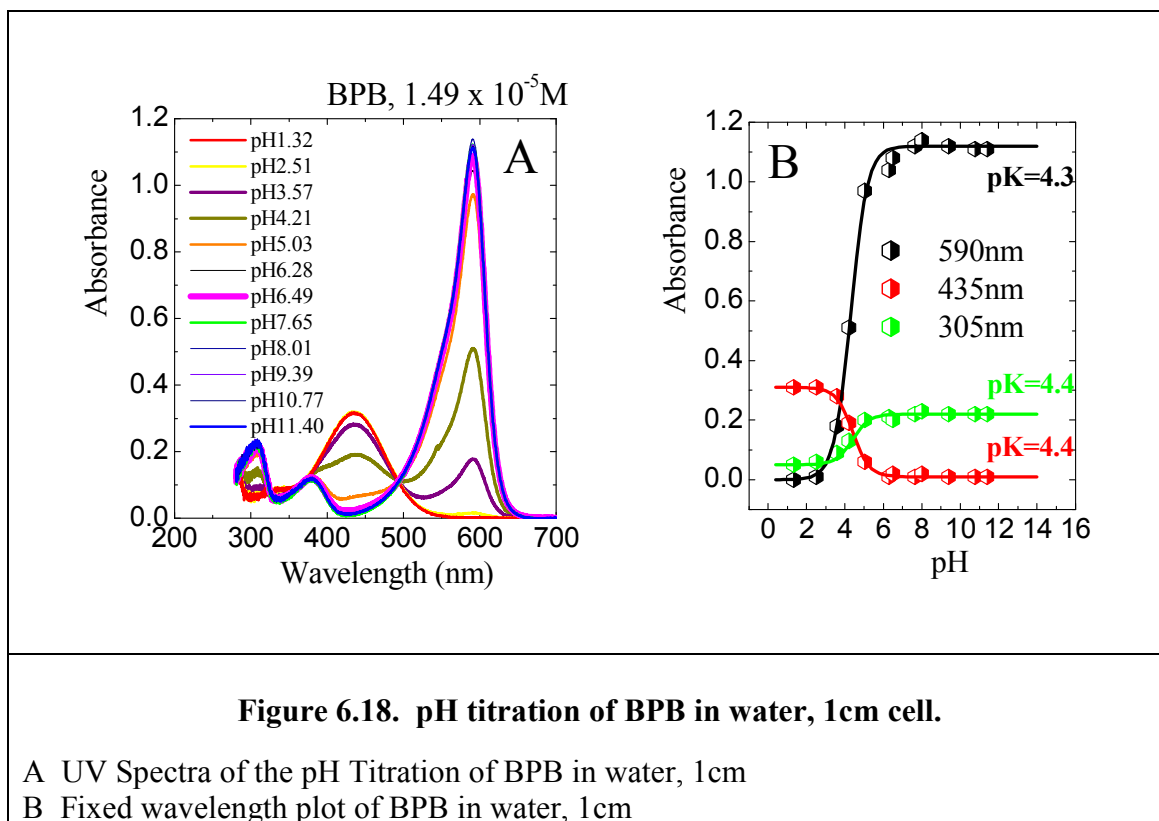 BPB, 1.49 x 10⁻⁵M
A
Absorbance
1.2
1.0
0.8
0.6
0.4
0.2
0.0
pH1.32
pH2.51
pH3.57
pH4.21
pH5.03
pH6.28
pH6.49
pH7.65
pH8.01
pH9.39
pH10.77
pH11.40
200 300 400 500 600 700
Wavelength (nm)
B
Absorbance
1.2
1.0
0.8
0.6
0.4
0.2
0.0
pK=4.3
590nm
435nm
305nm
pK=4.4
pK=4.4
0 2 4 6 8 10 12 14 16
pH
Figure 6.18. pH titration of BPB in water, 1cm cell.
A UV Spectra of the pH Titration of BPB in water, 1cm
B Fixed wavelength plot of BPB in water, 1cm